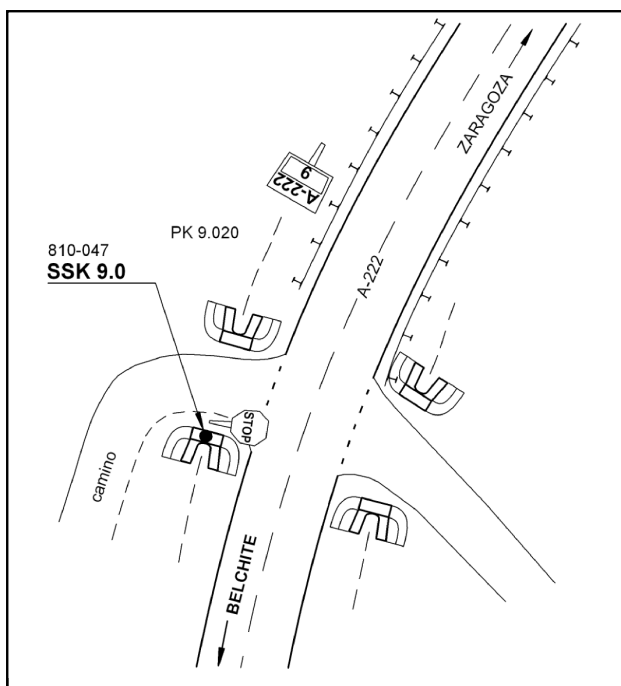 ZARAGOZA
9
A-222
PK 9.020
810-047
SSK 9.0
A-222
STOP
camino
BELCHITE